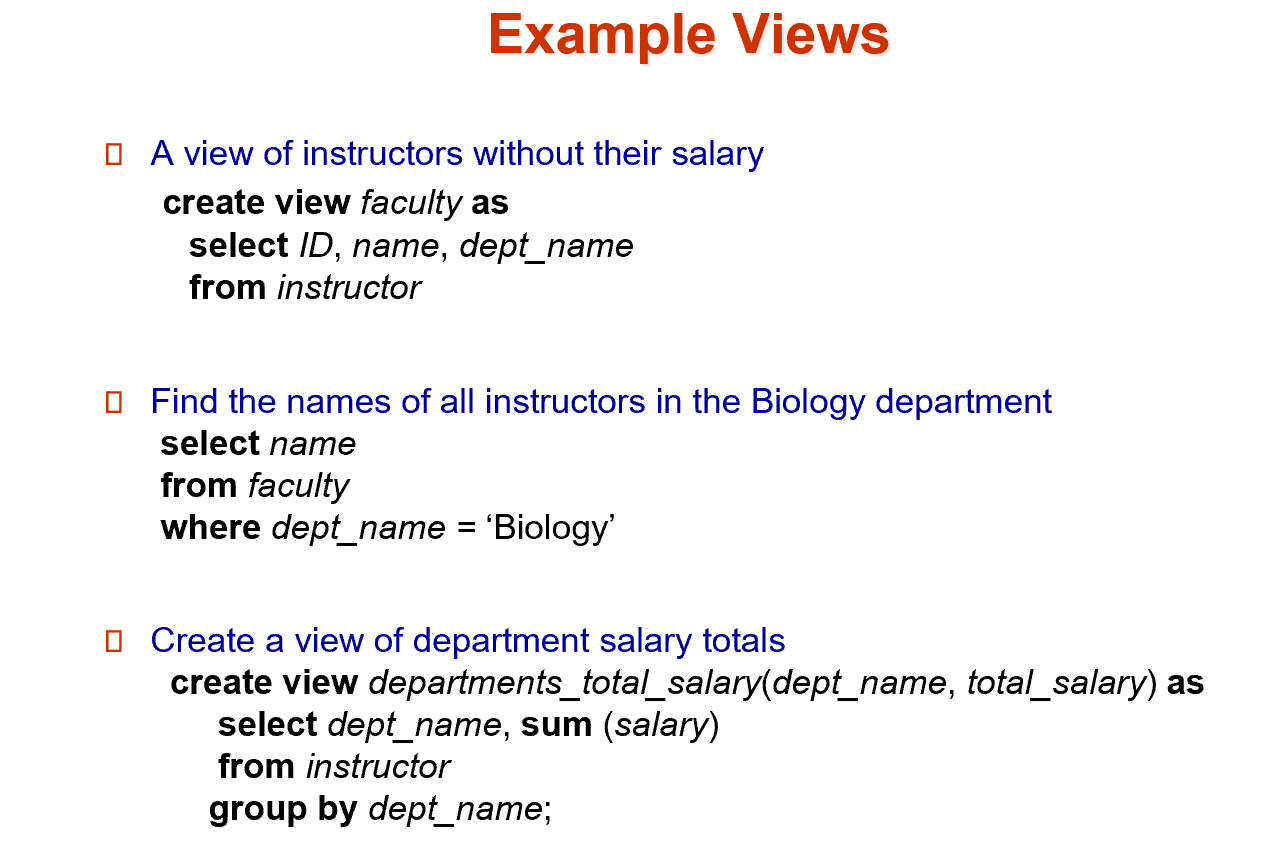 Example Views
A view of instructors without their salary
create view faculty as
select ID, name, dept_name
from instructor
Find the names of all instructors in the Biology department
select name
from faculty
where dept_name = ‘Biology’
Create a view of department salary totals
create view departments_total_salary(dept_name, total_salary) as
select dept_name, sum (salary)
from instructor
group by dept_name;